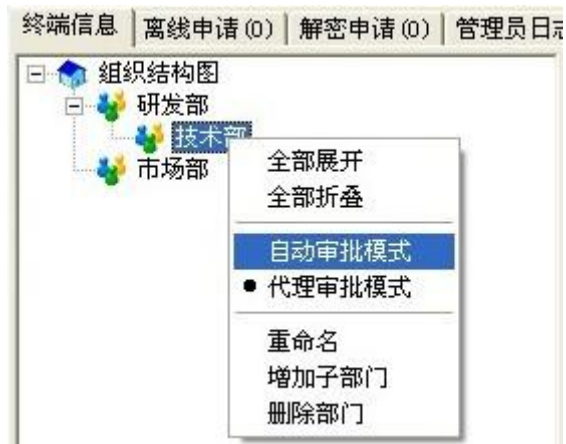 终端信息 离线申请(0) 解密申请(0) 管理员日志
组织结构图
研发部
技术部
市场部
全部展开
全部折叠
自动审批模式
代理审批模式
重命名
增加子部门
删除部门